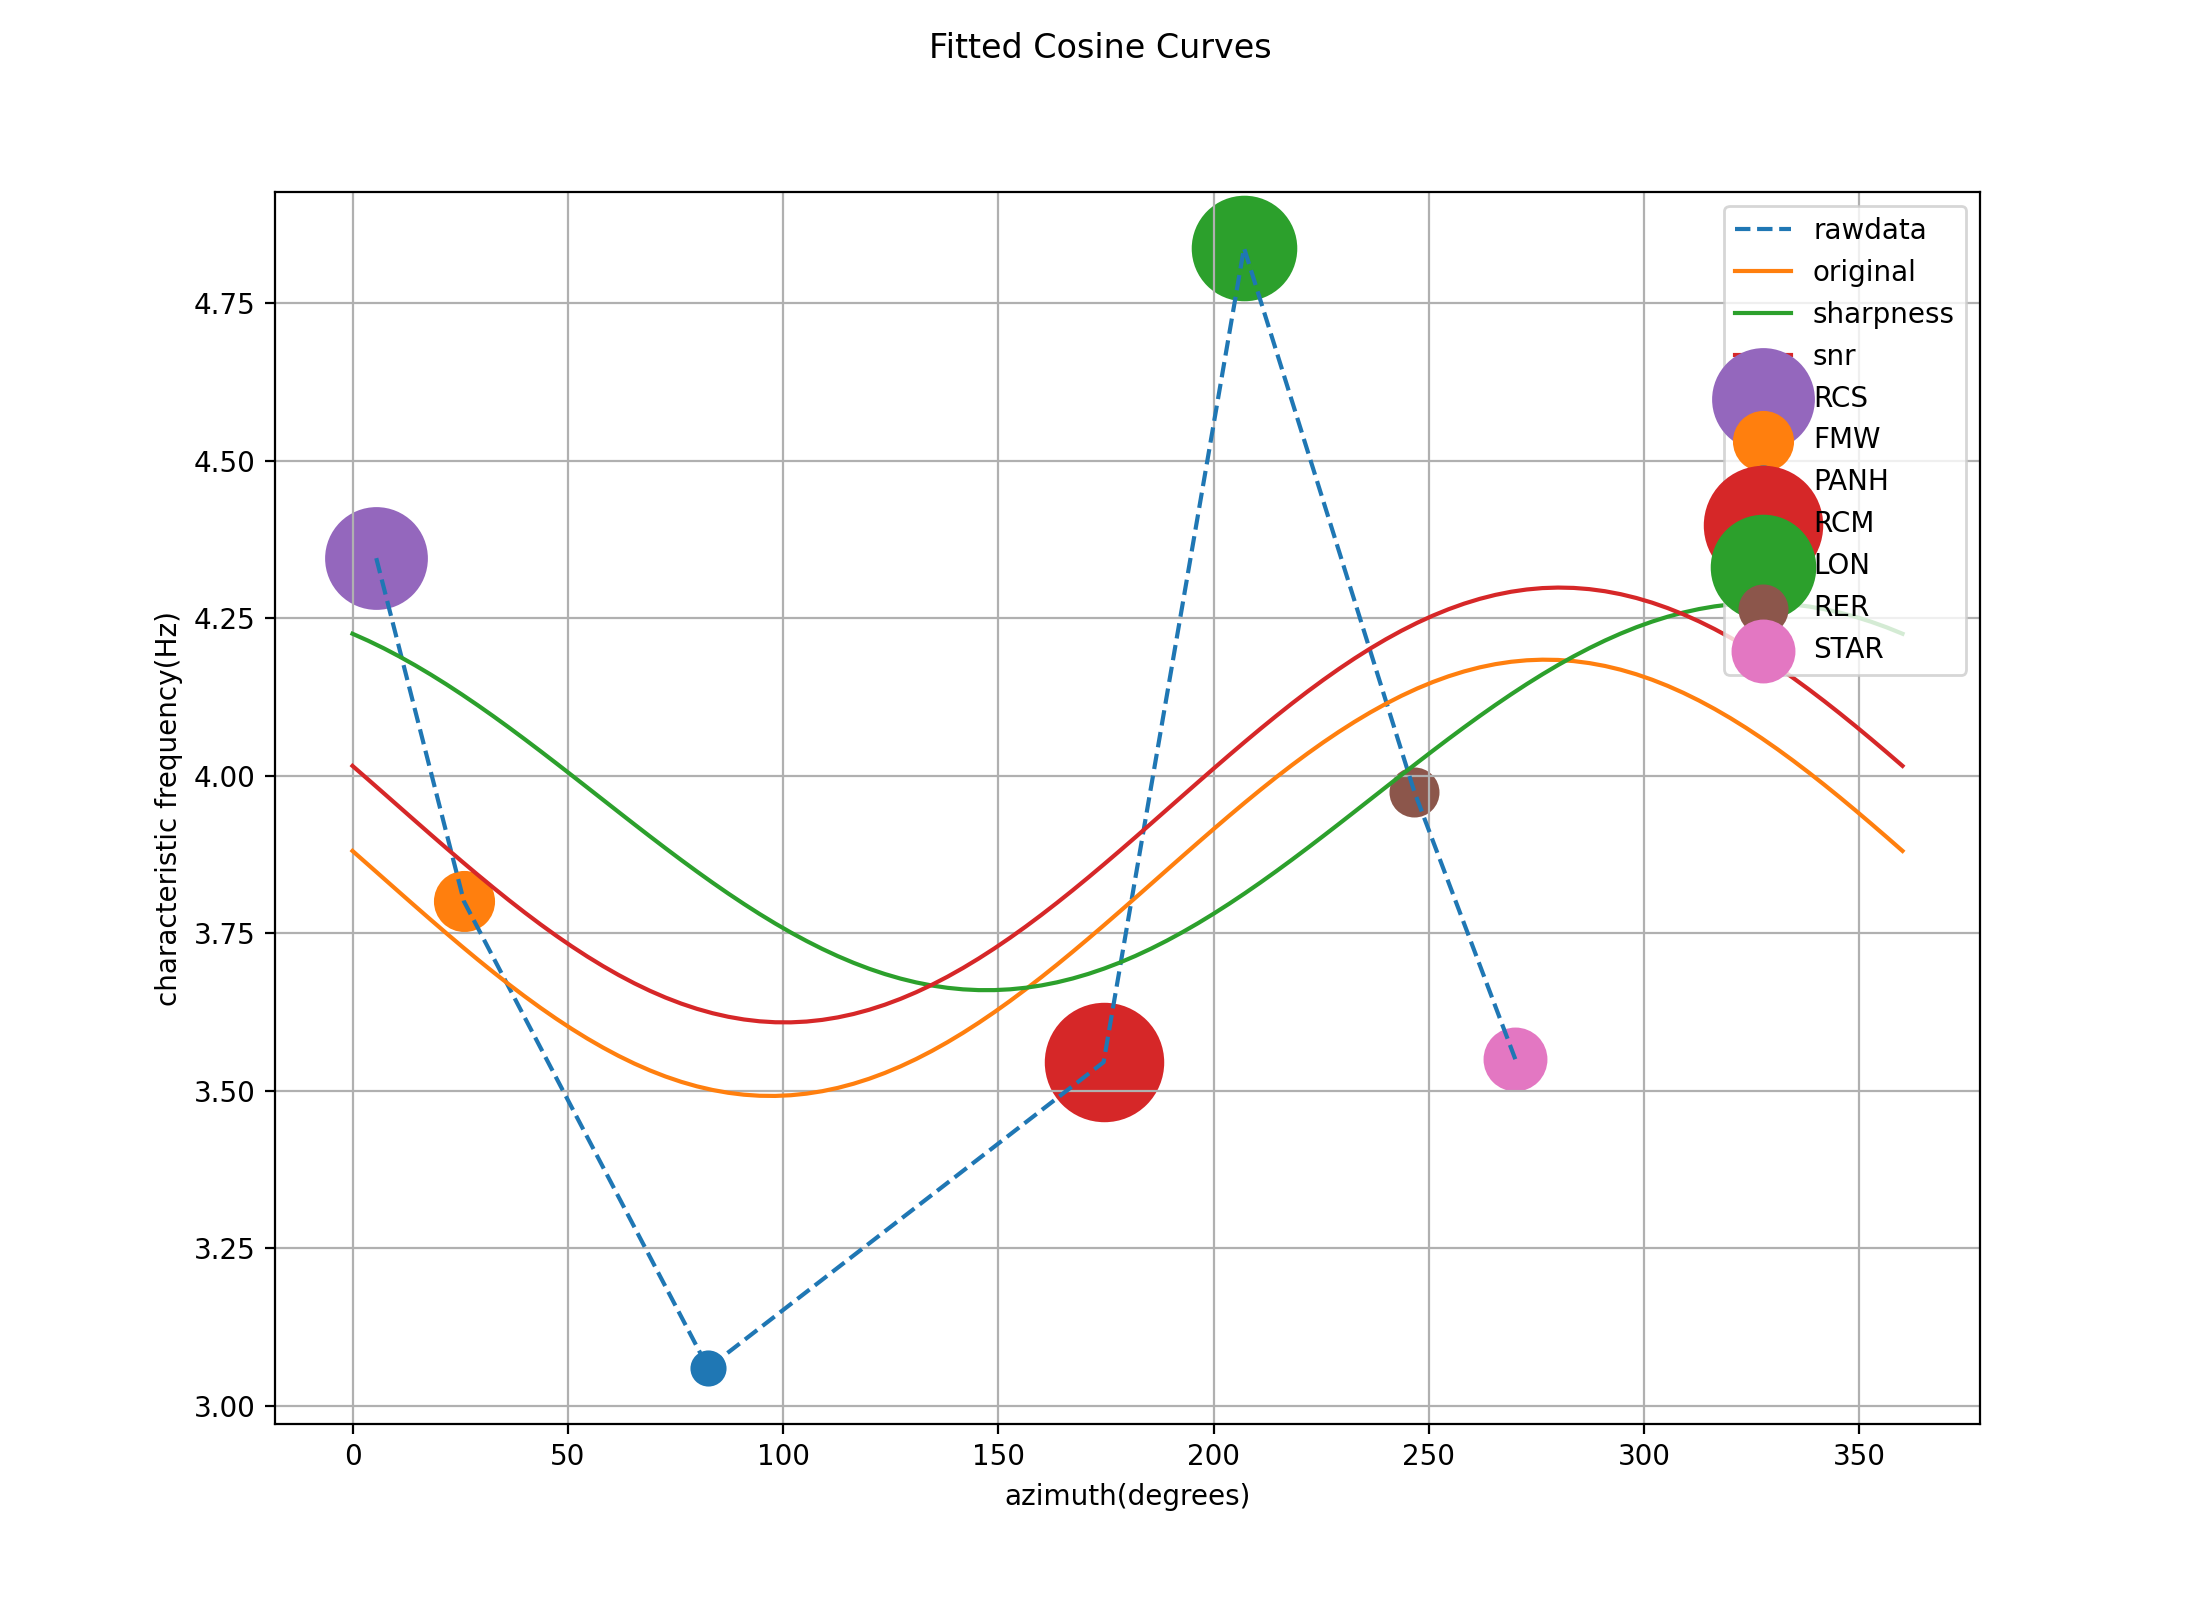 Fitted Cosine Curves
characteristic frequency(Hz)
4.75
4.50
4.25
4.00
3.75
3.50
3.25
3.00
rawdata
original
sharpness
snr
RCS
FMW
PANH
RCM
LON
RER
STAR
0 50 100 150 200 250 300 350
azimuth(degrees)